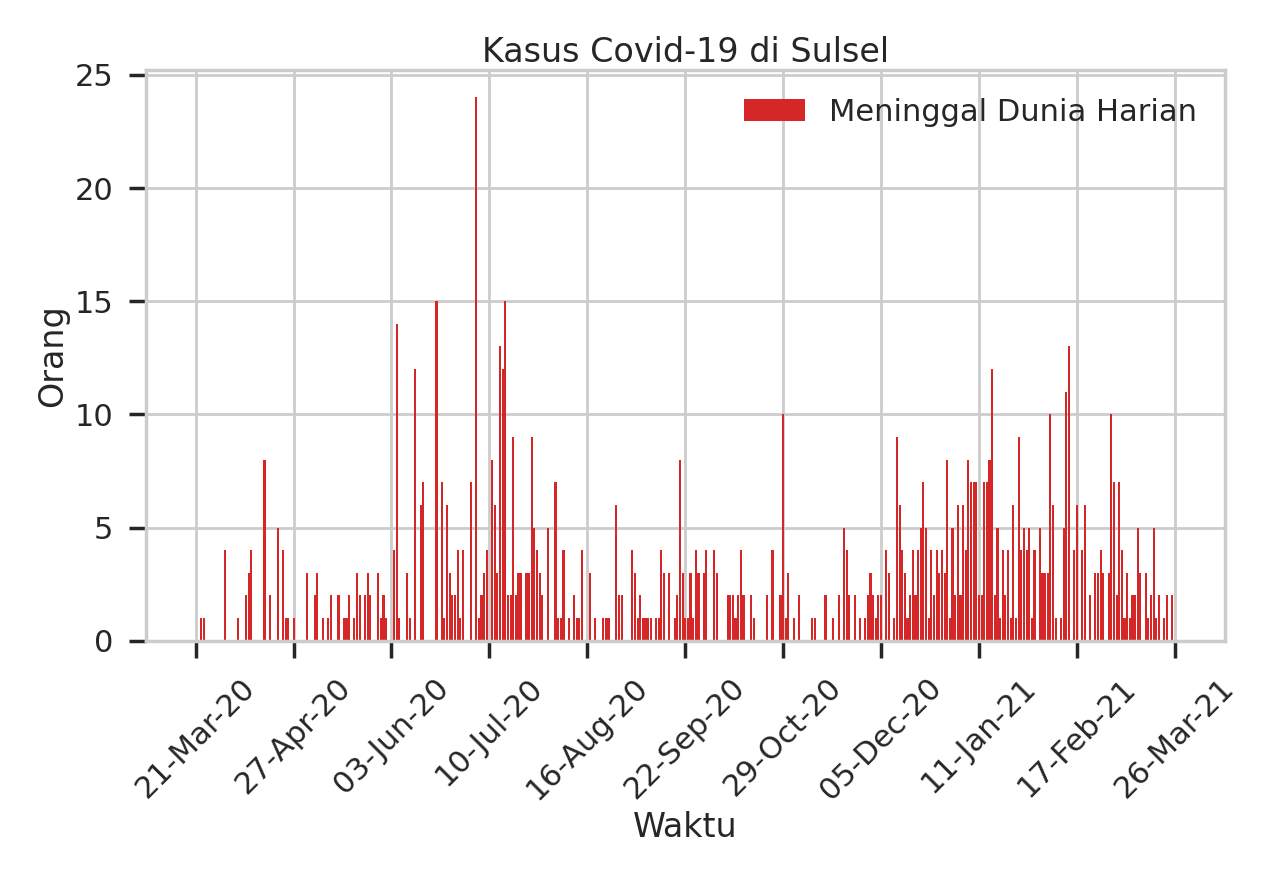 Kasus Covid-19 di Sulsel
Meninggal Dunia Harian
Orang
25
20
15
10
5
0
21-Mar-20
27-Apr-20
03-Jun-20
10-Jul-20
16-Aug-20
22-Sep-20
29-Oct-20
05-Dec-20
11-Jan-21
17-Feb-21
26-Mar-21
Waktu